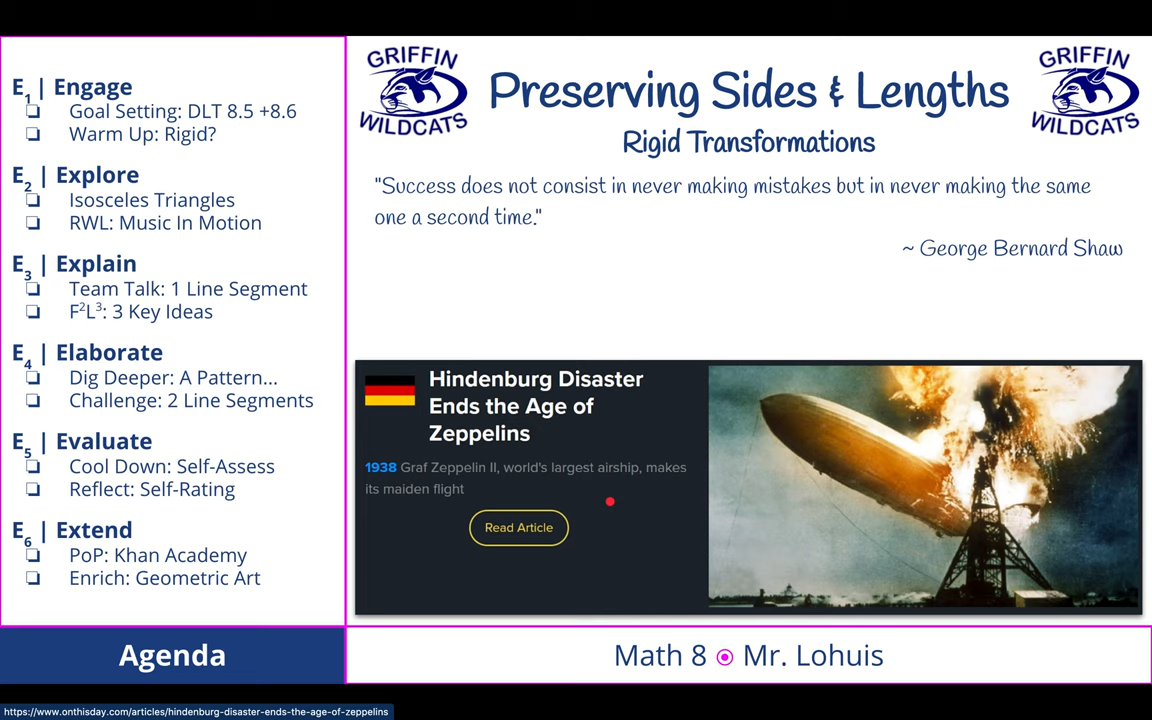 E1 | Engage
❏ Goal Setting: DLT 8.5 +8.6
❏ Warm Up: Rigid?
E2 | Explore
❏ Isosceles Triangles
❏ RWL: Music In Motion
E3 | Explain
❏ Team Talk: 1 Line Segment
❏ F²L³: 3 Key Ideas
E4 | Elaborate
❏ Dig Deeper: A Pattern...
❏ Challenge: 2 Line Segments
E5 | Evaluate
❏ Cool Down: Self-Assess
❏ Reflect: Self-Rating
E6 | Extend
❏ PoP: Khan Academy
❏ Enrich: Geometric Art
Agenda
GRIFFIN
WILDCATS
Preserving Sides & Lengths
Rigid Transformations
GRIFFIN
WILDCATS
"Success does not consist in never making mistakes but in never making the same
one a second time."
~ George Bernard Shaw
Hindenburg Disaster
Ends the Age of
Zeppelins
1938 Graf Zeppelin II, world's largest airship, makes
its maiden flight
Read Article
Math 8 ⦿ Mr. Lohuis
https://www.onthisday.com/articles/hindenburg-disaster-ends-the-age-of-zeppelins